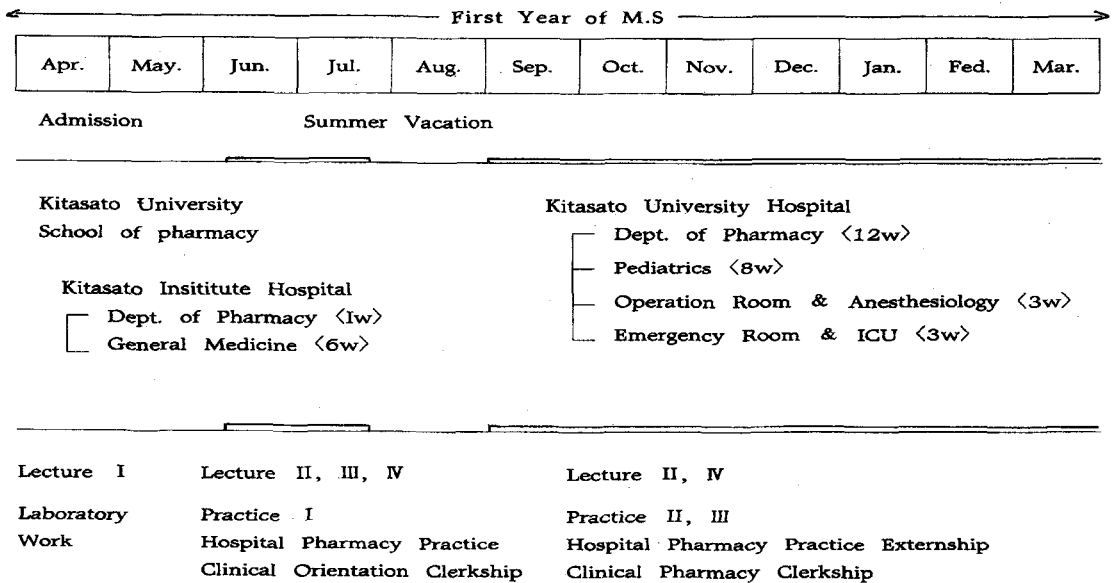 First Year of M.S
Apr. May. Jun. Jul. Aug. Sep. Oct. Nov. Dec. Jan. Fed. Mar.
Admission Summer Vacation
Kitasato University
School of pharmacy
Kitasato Insititute Hospital
Dept. of Pharmacy 〈1w〉
General Medicine 〈6w〉
Kitasato University Hospital
Dept. of Pharmacy 〈12w〉
Pediatrics 〈8w〉
Operation Room & Anesthesiology 〈3w〉
Emergency Room & ICU 〈3w〉
Lecture I Lecture II, III, IV Lecture II, IV
Laboratory Practice I Practice II, III
Work Hospital Pharmacy Practice Hospital Pharmacy Practice Externship
Clinical Orientation Clerkship Clinical Pharmacy Clerkship